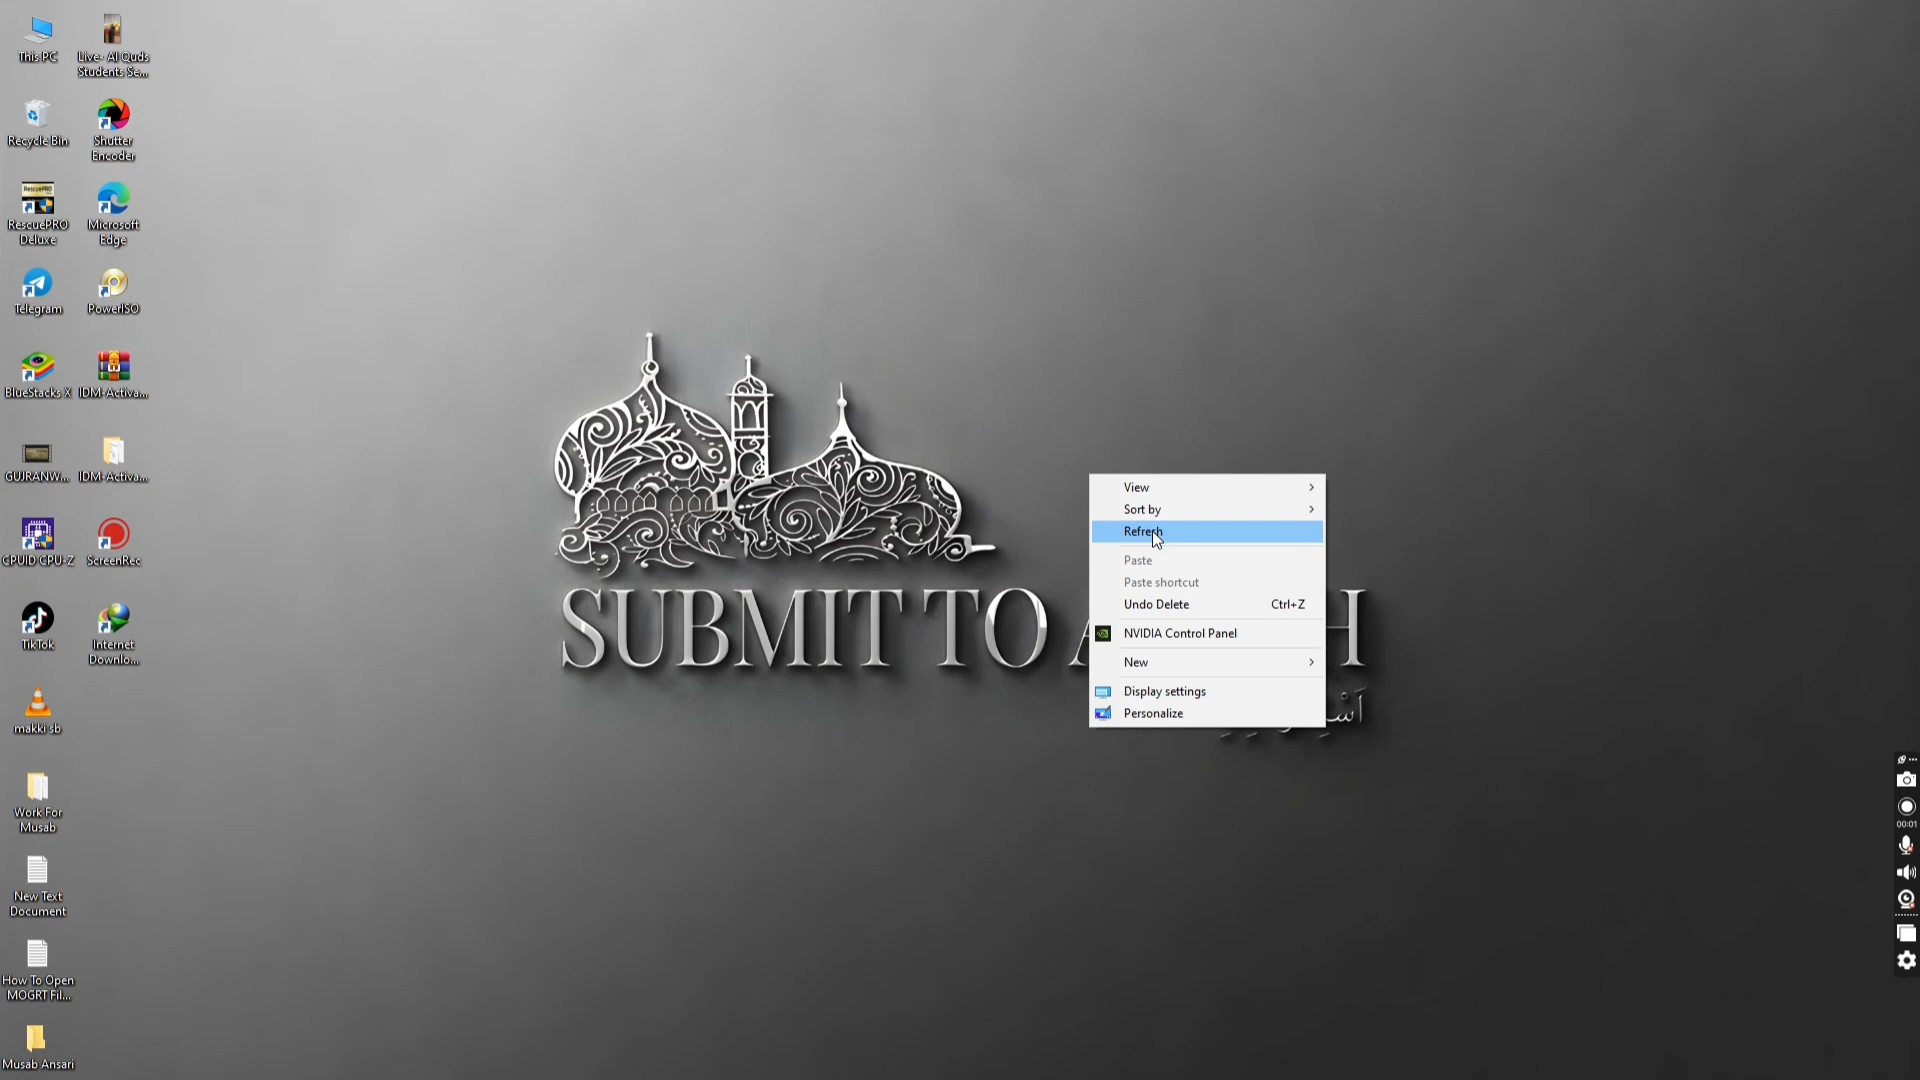 This PC
Live- Al Quds
Students Se...
Recycle Bin
Shutter
Encoder
RescuePRO
RescuePRO
Deluxe
Microsoft
Edge
Telegram
PowerISO
BlueStacks X
IDM-Activa...
GUJRANW...
IDM-Activa...
CPUID CPU-Z
ScreenRec
TikTok
Internet
Downlo...
makki sb
Work For
Musab
New Text
Document
How To Open
MOGRT Fil...
Musab Ansari
SUBMIT TO A H
View
Sort by
Refresh
Paste
Paste shortcut
Undo Delete Ctrl+Z
NVIDIA Control Panel
New
Display settings
Personalize
00:01